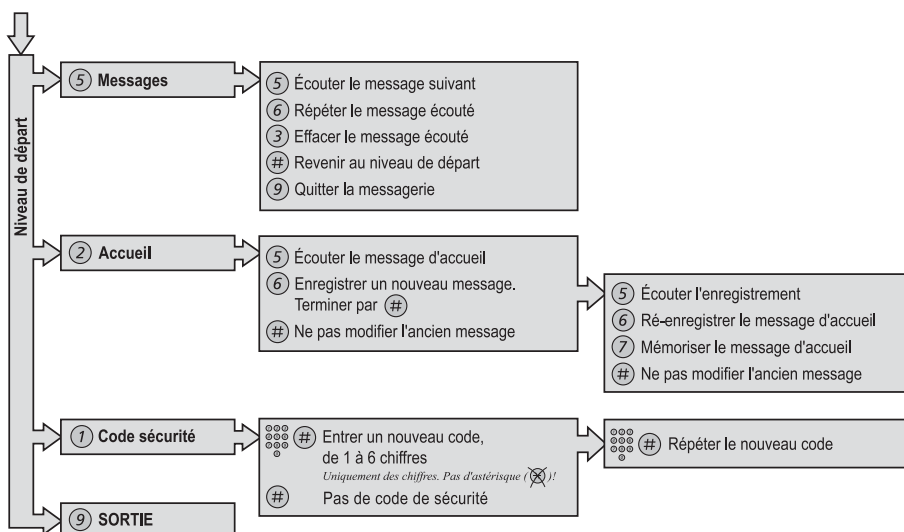 Niveau de départ
5 Messages
5 Écouter le message suivant
6 Répéter le message écouté
3 Effacer le message écouté
# Revenir au niveau de départ
9 Quitter la messagerie
2 Accueil
5 Écouter le message d'accueil
6 Enregistrer un nouveau message.
Terminer par #
# Ne pas modifier l'ancien message
5 Écouter l'enregistrement
6 Ré-enregistrer le message d'accueil
7 Mémoriser le message d'accueil
# Ne pas modifier l'ancien message
1 Code sécurité
# Entrer un nouveau code,
de 1 à 6 chiffres
Uniquement des chiffres. Pas d'astérisque (*)!
# Pas de code de sécurité
# Répéter le nouveau code
9 SORTIE